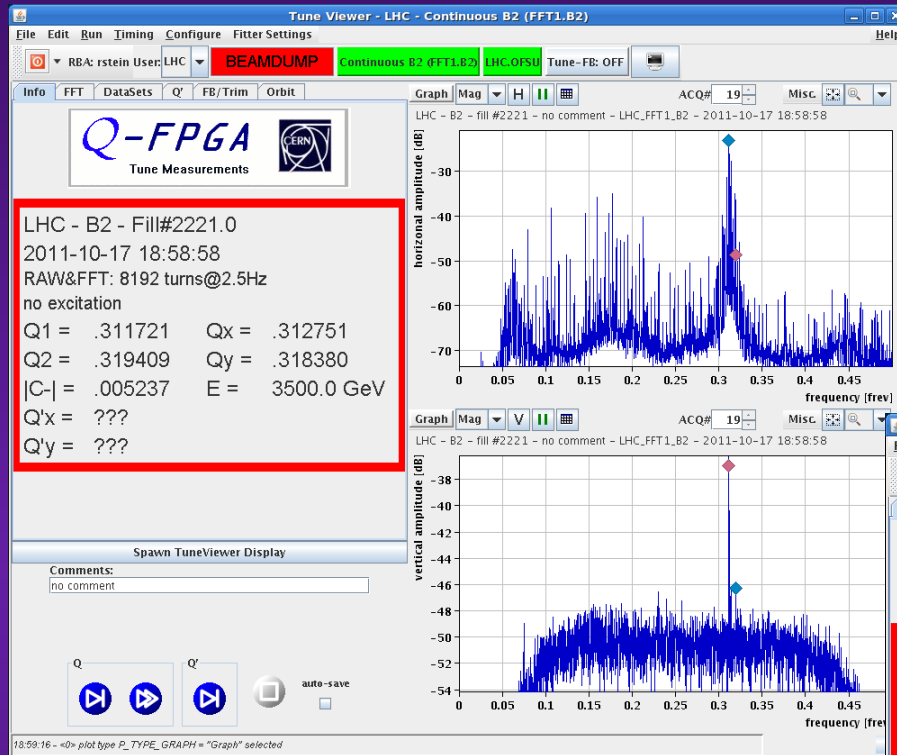 Tune Viewer - LHC - Continuous B2 (FFT1.B2)
File Edit Run Timing Configure Fitter Settings Help
RBA: rstein User: LHC BEAMDUMP Continuous B2 (FFT1.B2) LHC.OFSU Tune-FB: OFF
Info FFT DataSets Q' FB/Trim Orbit
Q-FPGA
Tune Measurements
CERN
LHC - B2 - Fill#2221.0
2011-10-17 18:58:58
RAW&FFT: 8192 turns@2.5Hz
no excitation
Q1 = .311721 Qx = .312751
Q2 = .319409 Qy = .318380
|C-| = .005237 E = 3500.0 GeV
Q'x = ???
Q'y = ???
Spawn TuneViewer Display
Comments:
no comment
Q Q'
auto-save
18:59:16 - <0> plot type P_TYPE_GRAPH = "Graph" selected
Graph Mag H ACQ# 19 Misc.
LHC - B2 - fill #2221 - no comment - LHC_FFT1_B2 - 2011-10-17 18:58:58
horizonal amplitude [dB]
-30
-40
-50
-60
-70
0 0.05 0.1 0.15 0.2 0.25 0.3 0.35 0.4 0.45
frequency [frev]
Graph Mag V ACQ# 19 Misc.
LHC - B2 - fill #2221 - no comment - LHC_FFT1_B2 - 2011-10-17 18:58:58
vertical amplitude [dB]
-38
-40
-42
-44
-46
-48
-50
-52
-54
0 0.05 0.1 0.15 0.2 0.25 0.3 0.35 0.4 0.45
frequency [frev